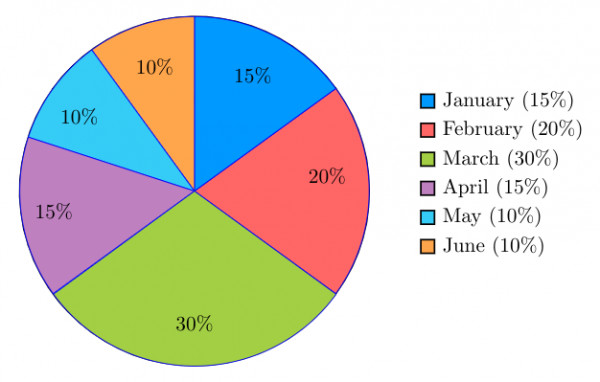 10%
15%
10%
20%
15%
30%
January (15%)
February (20%)
March (30%)
April (15%)
May (10%)
June (10%)